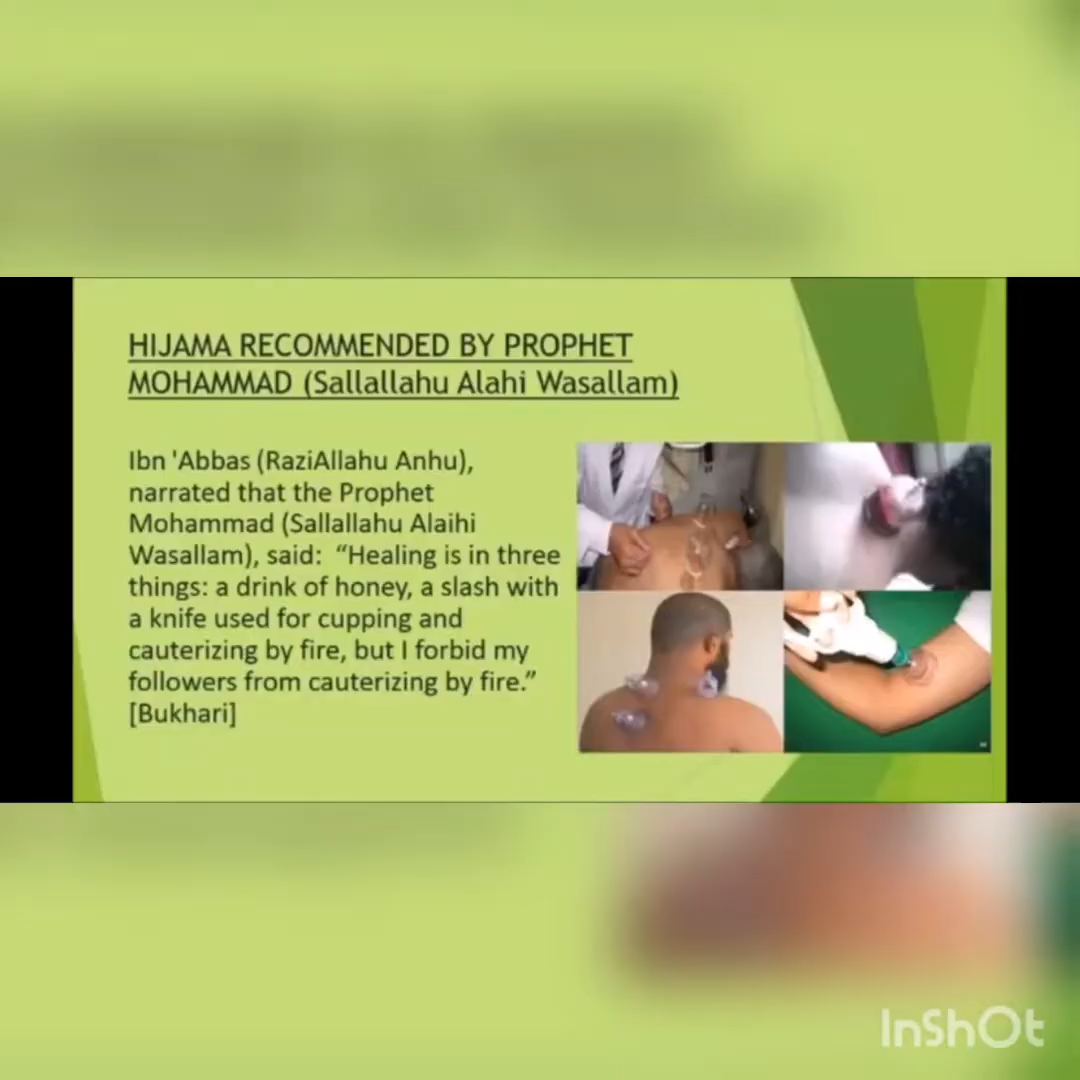 HIJAMA RECOMMENDED BY PROPHET
MOHAMMAD (Sallallahu Alahi Wasallam)
Ibn 'Abbas (RaziAllahu Anhu),
narrated that the Prophet
Mohammad (Sallallahu Alaihi
Wasallam), said: “Healing is in three
things: a drink of honey, a slash with
a knife used for cupping and
cauterizing by fire, but I forbid my
followers from cauterizing by fire.”
[Bukhari]
InShOt